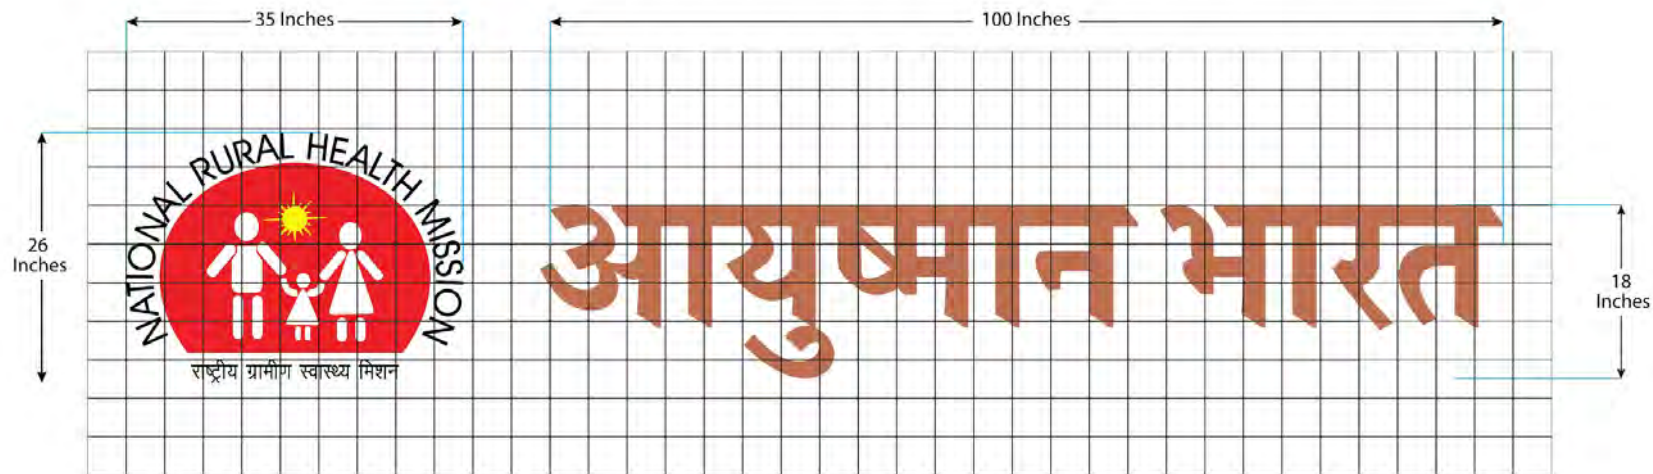 35 Inches
100 Inches
NATIONAL RURAL HEALTH MISSION
26
Inches
आयुष्मान भारत
18
Inches
राष्ट्रीय ग्रामीण स्वास्थ्य मिशन